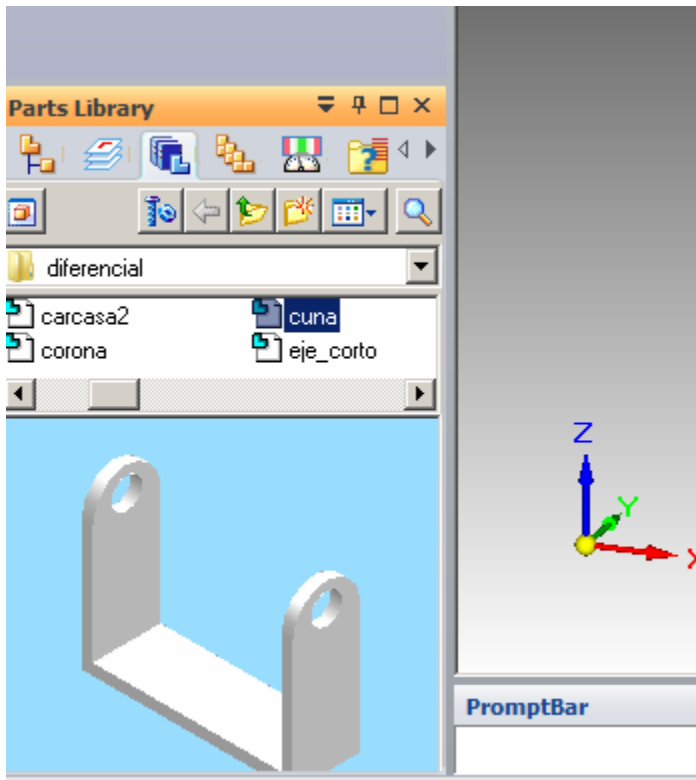 Parts Library
diferencial
carcasa2 cuna
corona eje_corto
Z
Y
X
PromptBar